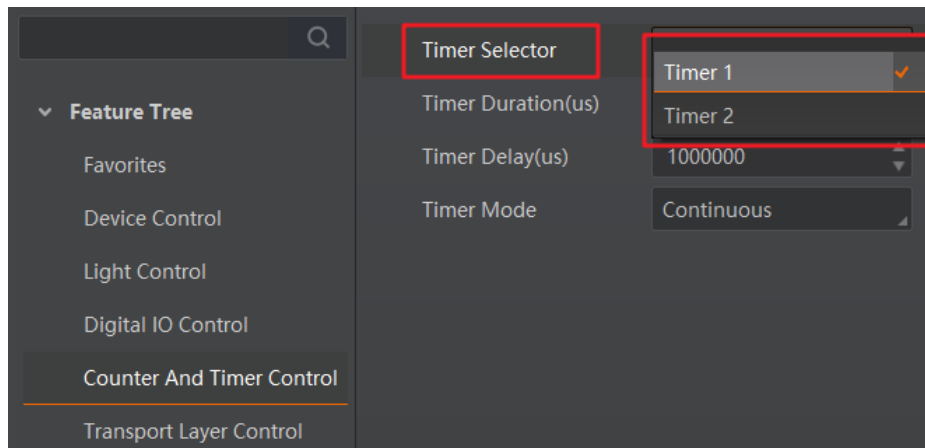 Feature Tree
Favorites
Device Control
Light Control
Digital IO Control
Counter And Timer Control
Transport Layer Control
Timer Selector
Timer 1
Timer 2
Timer Duration(us)
Timer Delay(us)
1000000
Timer Mode
Continuous